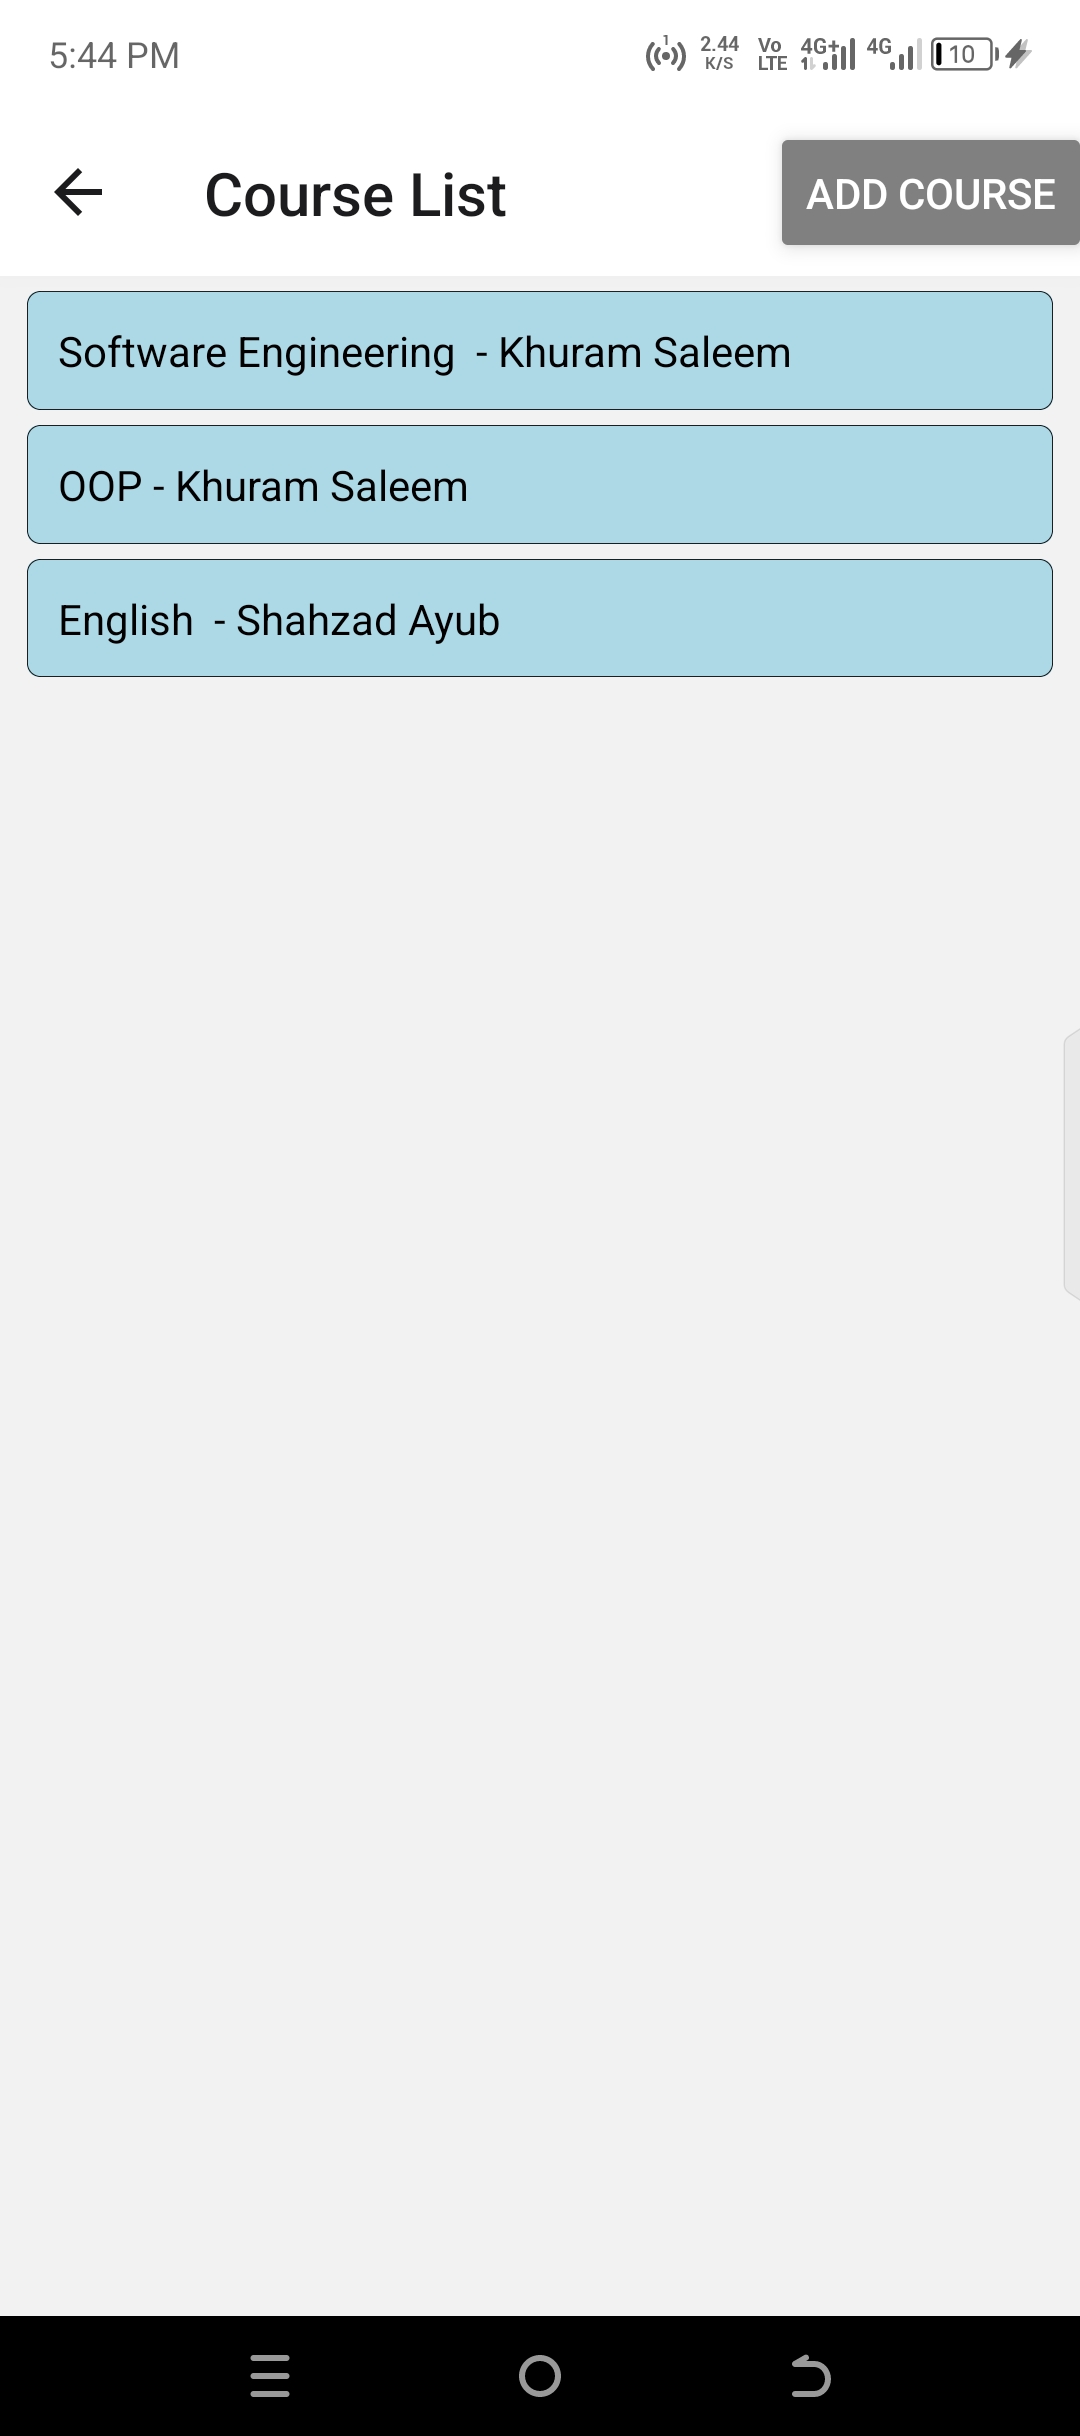 5:44 PM
1
2.44 K/S
Vo LTE
4G+
4G
10
Course List
ADD COURSE
Software Engineering  - Khuram Saleem
OOP - Khuram Saleem
English  - Shahzad Ayub